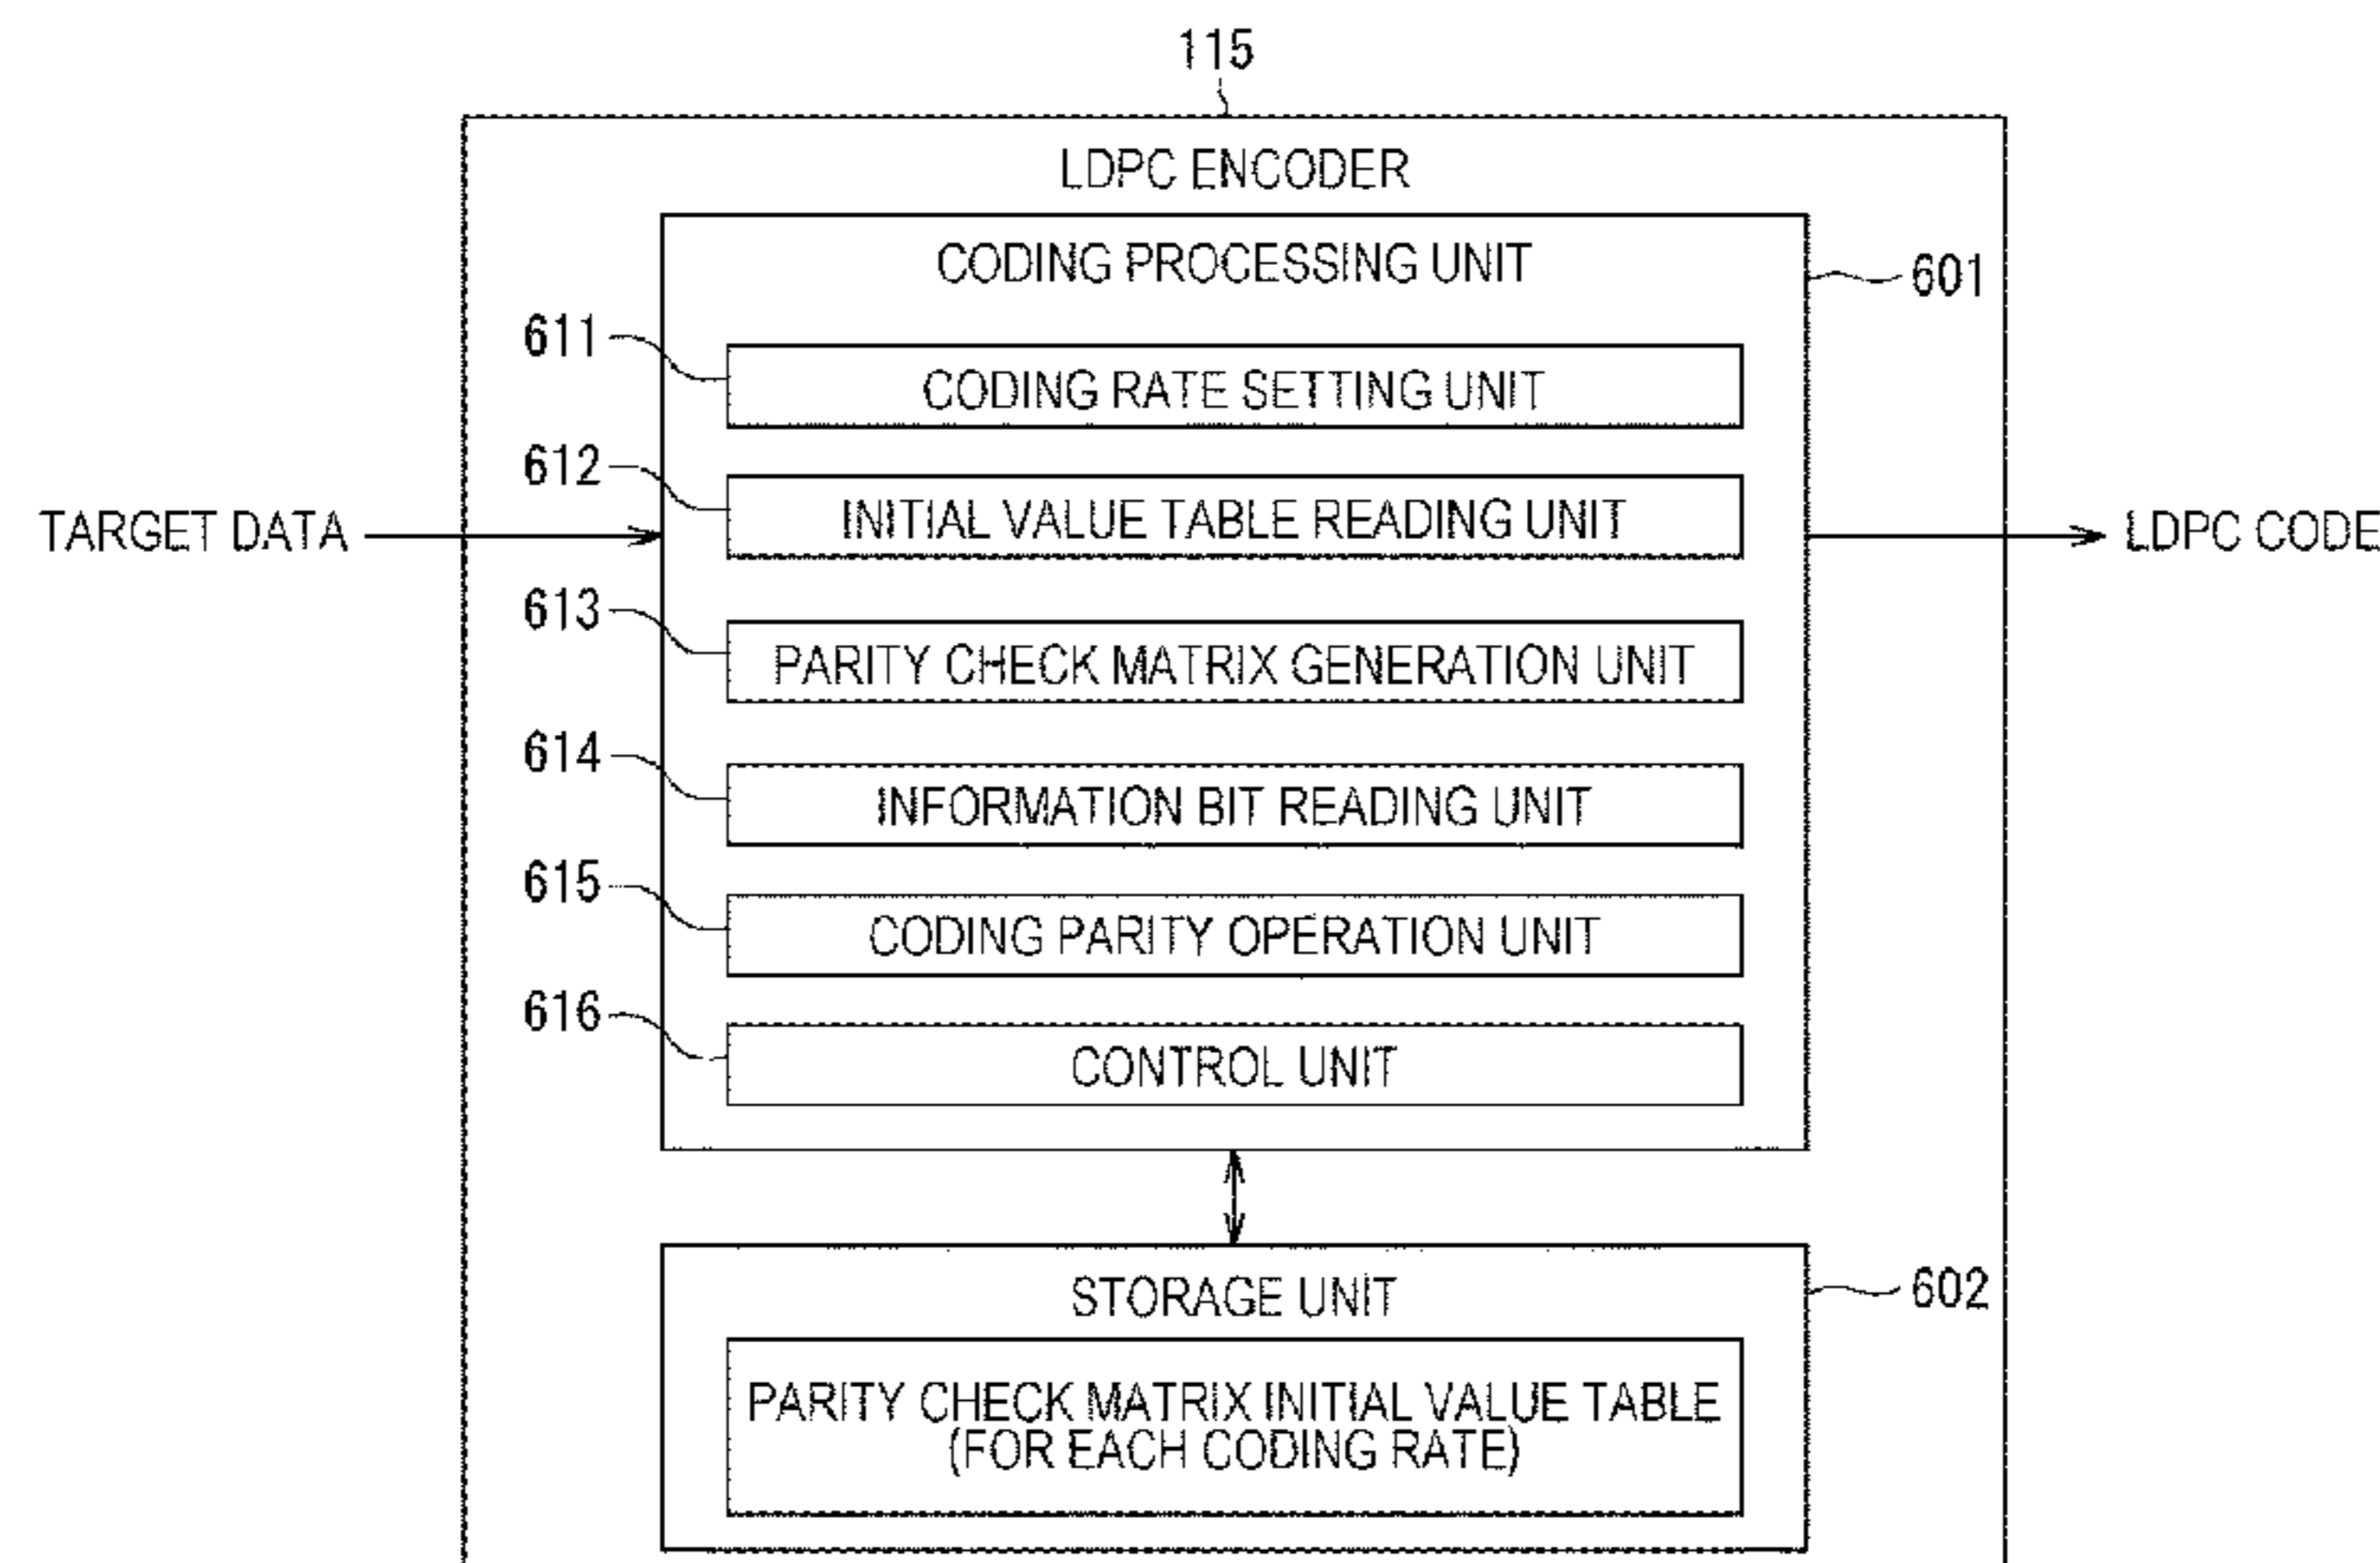 115
LDPC ENCODER
CODING PROCESSING UNIT
601
611
CODING RATE SETTING UNIT
612
INITIAL VALUE TABLE READING UNIT
TARGET DATA
LDPC CODE
613
PARITY CHECK MATRIX GENERATION UNIT
614
INFORMATION BIT READING UNIT
615
CODING PARITY OPERATION UNIT
616
CONTROL UNIT
STORAGE UNIT
602
PARITY CHECK MATRIX INITIAL VALUE TABLE
(FOR EACH CODING RATE)